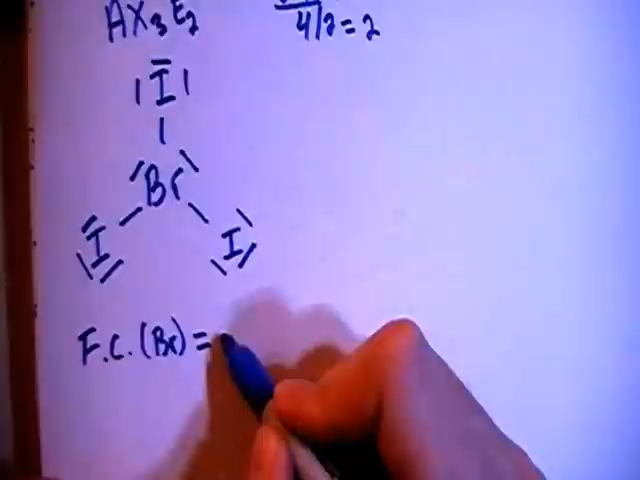 AX₃E₂
4/2 = 2
I
Br
I I
F.C. (Br) =